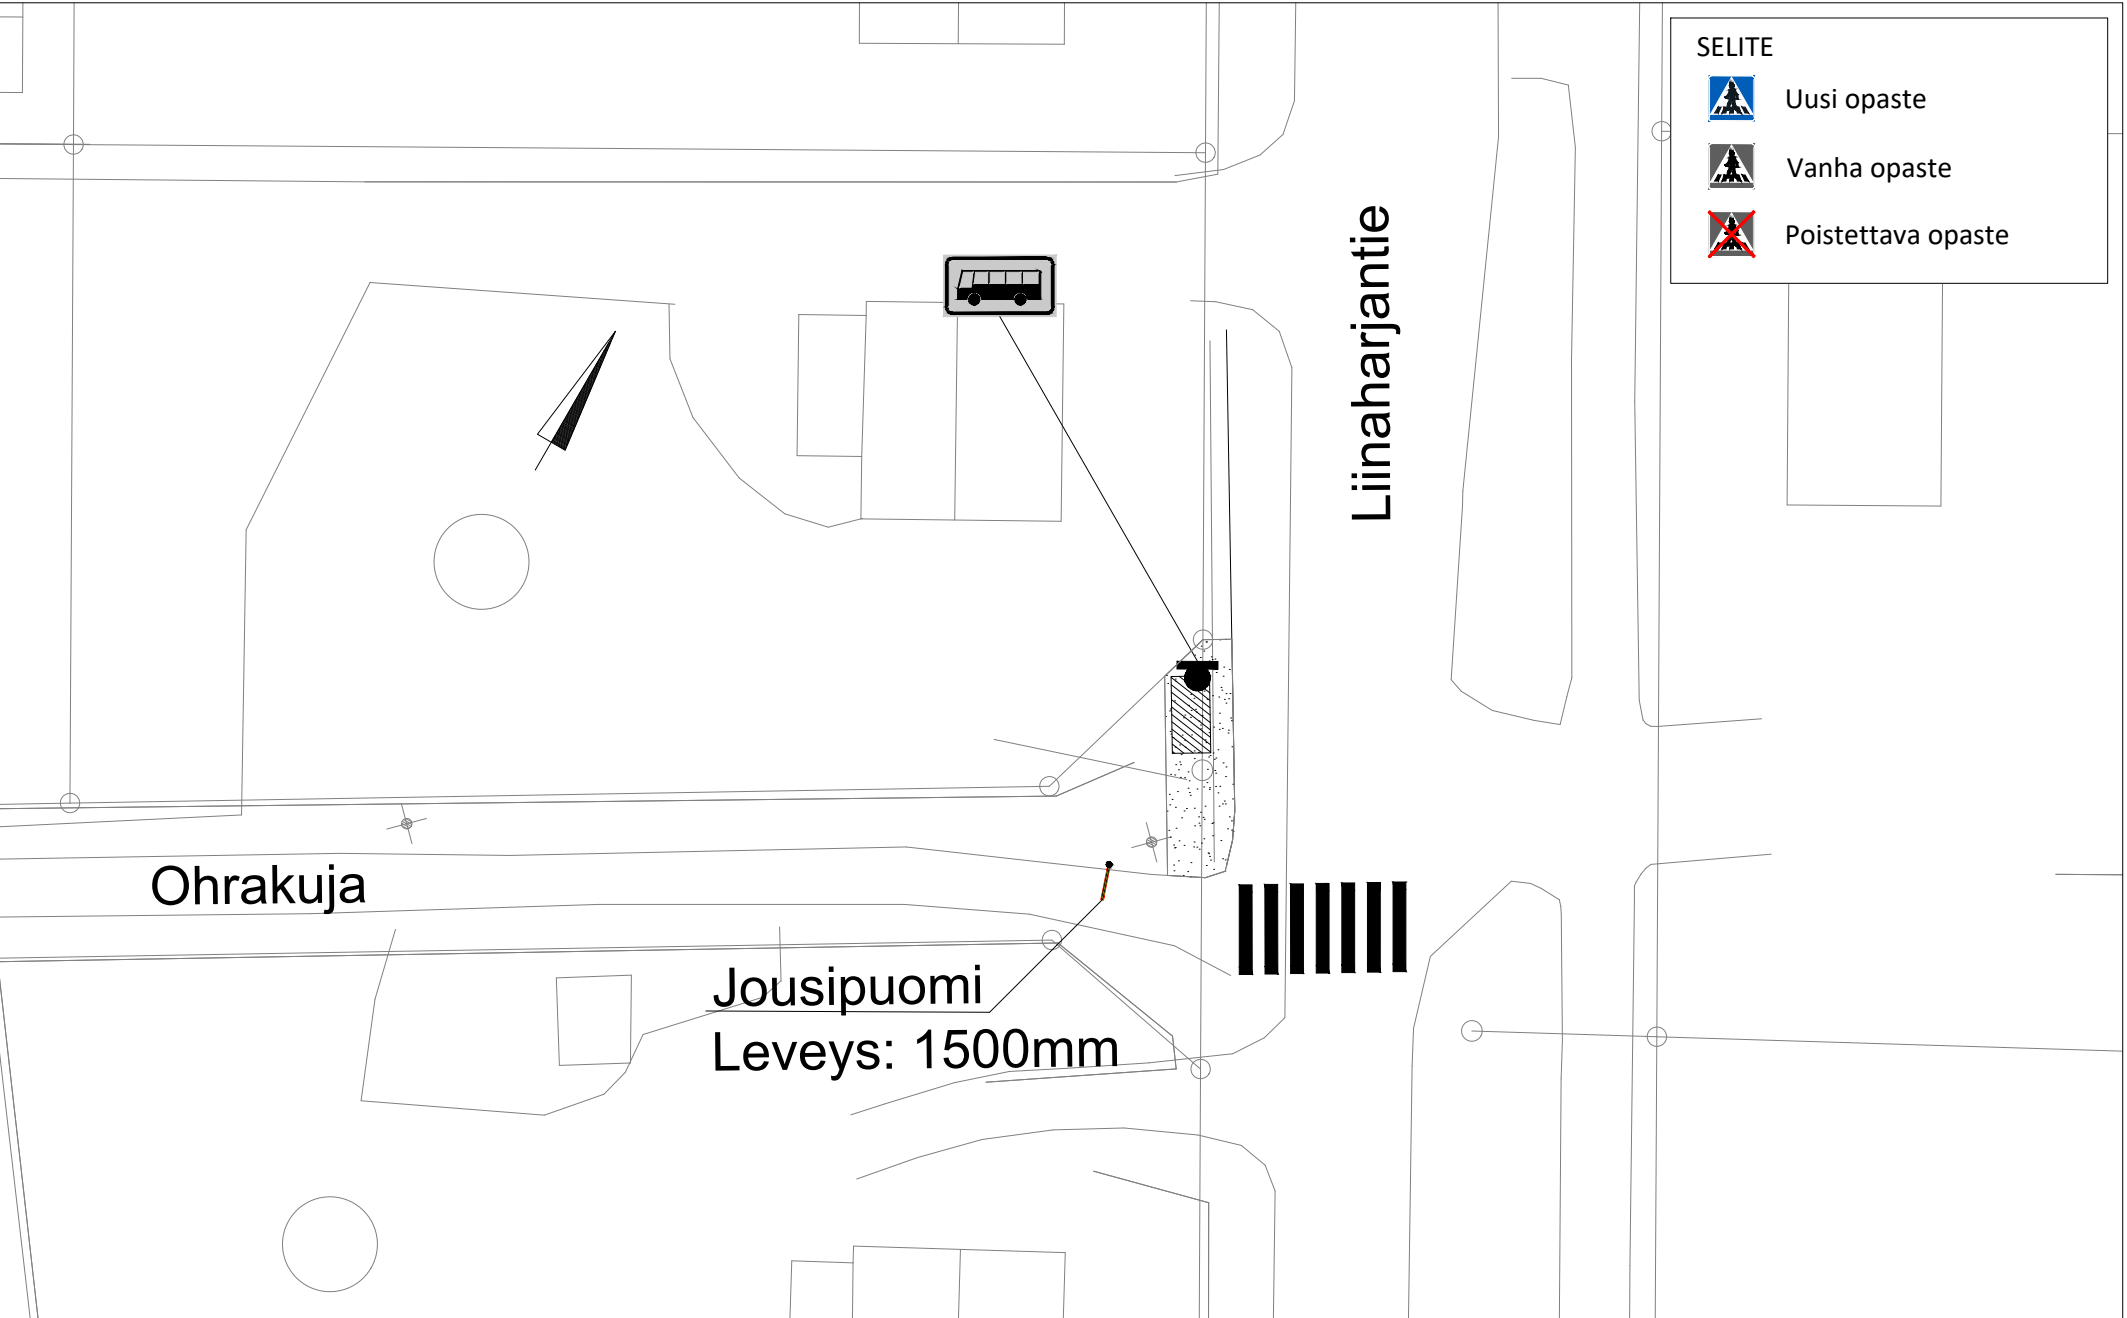 SELITE
Uusi opaste
Vanha opaste
Poistettava opaste
Liinaharjantie
Ohrakuja
Jousipuomi
Leveys: 1500mm